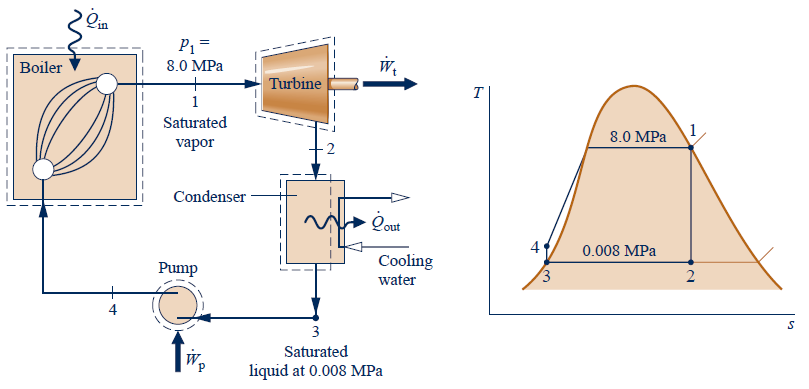 Q̇in
Boiler
p1 =
8.0 MPa
1
Saturated
vapor
Turbine
Ẇt
2
Condenser
Q̇out
Cooling
water
Pump
4
Ẇp
3
Saturated
liquid at 0.008 MPa
T
8.0 MPa
1
4
0.008 MPa
3
2
s